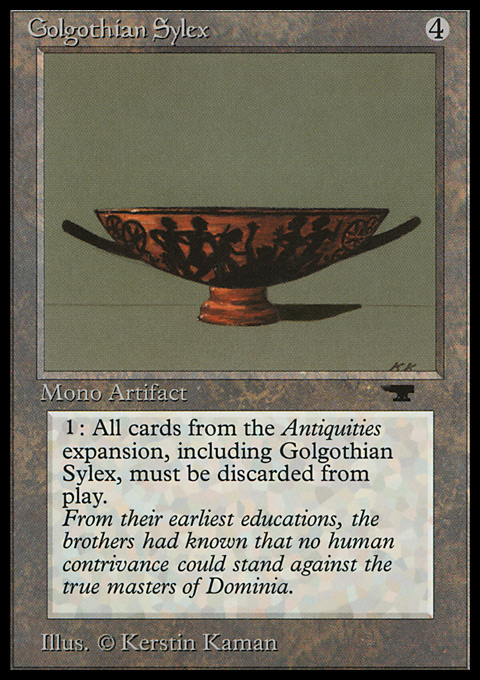 Golgothian Sylex 4
KK
Mono Artifact
1: All cards from the Antiquities
expansion, including Golgothian
Sylex, must be discarded from
play.
From their earliest educations, the
brothers had known that no human
contrivance could stand against the
true masters of Dominia.
Illus. © Kerstin Kaman